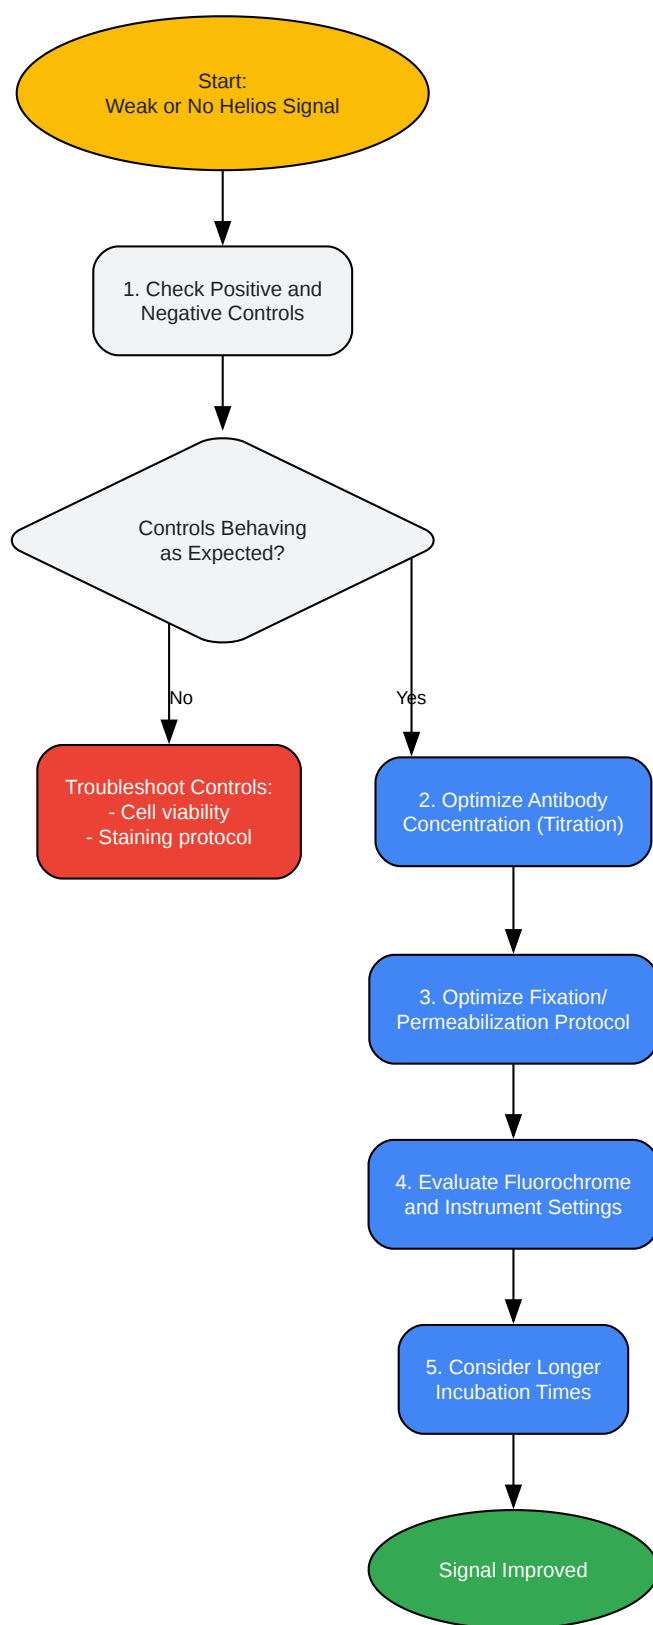 Start:
Weak or No Helios Signal
1. Check Positive and
Negative Controls
Controls Behaving
as Expected?
No
Yes
Troubleshoot Controls:
- Cell viability
- Staining protocol
2. Optimize Antibody
Concentration (Titration)
3. Optimize Fixation/
Permeabilization Protocol
4. Evaluate Fluorochrome
and Instrument Settings
5. Consider Longer
Incubation Times
Signal Improved